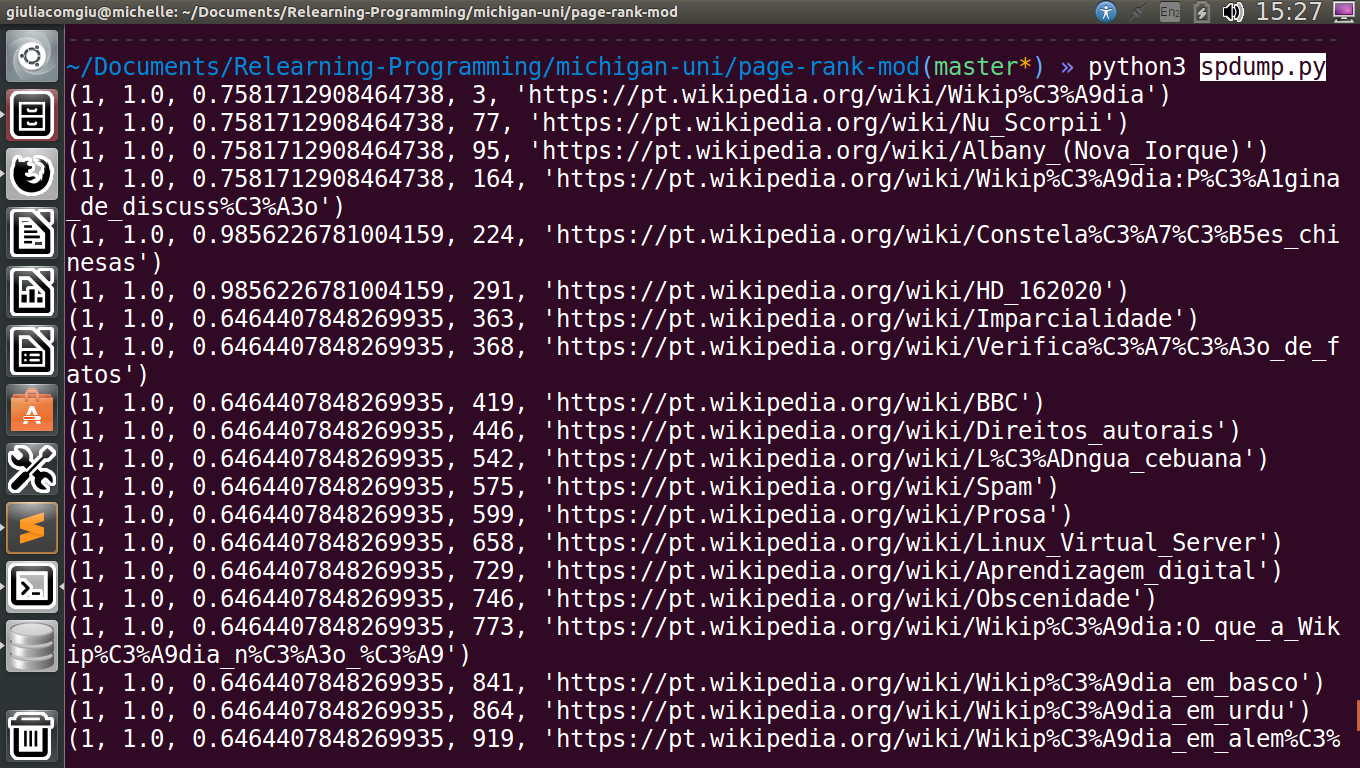 giuliacomgiu@michelle: ~/Documents/Relearning-Programming/michigan-uni/page-rank-mod
En2
15:27
~/Documents/Relearning-Programming/michigan-uni/page-rank-mod(master*) » python3 spdump.py
(1, 1.0, 0.7581712908464738, 3, 'https://pt.wikipedia.org/wiki/Wikip%C3%A9dia')
(1, 1.0, 0.7581712908464738, 77, 'https://pt.wikipedia.org/wiki/Nu_Scorpii')
(1, 1.0, 0.7581712908464738, 95, 'https://pt.wikipedia.org/wiki/Albany_(Nova_Iorque)')
(1, 1.0, 0.7581712908464738, 164, 'https://pt.wikipedia.org/wiki/Wikip%C3%A9dia:P%C3%A1gina
_de_discuss%C3%A3o')
(1, 1.0, 0.9856226781004159, 224, 'https://pt.wikipedia.org/wiki/Constela%C3%A7%C3%B5es_chi
nesas')
(1, 1.0, 0.9856226781004159, 291, 'https://pt.wikipedia.org/wiki/HD_162020')
(1, 1.0, 0.6464407848269935, 363, 'https://pt.wikipedia.org/wiki/Imparcialidade')
(1, 1.0, 0.6464407848269935, 368, 'https://pt.wikipedia.org/wiki/Verifica%C3%A7%C3%A3o_de_f
atos')
(1, 1.0, 0.6464407848269935, 419, 'https://pt.wikipedia.org/wiki/BBC')
(1, 1.0, 0.6464407848269935, 446, 'https://pt.wikipedia.org/wiki/Direitos_autorais')
(1, 1.0, 0.6464407848269935, 542, 'https://pt.wikipedia.org/wiki/L%C3%ADngua_cebuana')
(1, 1.0, 0.6464407848269935, 575, 'https://pt.wikipedia.org/wiki/Spam')
(1, 1.0, 0.6464407848269935, 599, 'https://pt.wikipedia.org/wiki/Prosa')
(1, 1.0, 0.6464407848269935, 658, 'https://pt.wikipedia.org/wiki/Linux_Virtual_Server')
(1, 1.0, 0.6464407848269935, 729, 'https://pt.wikipedia.org/wiki/Aprendizagem_digital')
(1, 1.0, 0.6464407848269935, 746, 'https://pt.wikipedia.org/wiki/Obscenidade')
(1, 1.0, 0.6464407848269935, 773, 'https://pt.wikipedia.org/wiki/Wikip%C3%A9dia:O_que_a_Wik
ip%C3%A9dia_n%C3%A3o_%C3%A9')
(1, 1.0, 0.6464407848269935, 841, 'https://pt.wikipedia.org/wiki/Wikip%C3%A9dia_em_basco')
(1, 1.0, 0.6464407848269935, 864, 'https://pt.wikipedia.org/wiki/Wikip%C3%A9dia_em_urdu')
(1, 1.0, 0.6464407848269935, 919, 'https://pt.wikipedia.org/wiki/Wikip%C3%A9dia_em_alem%C3%